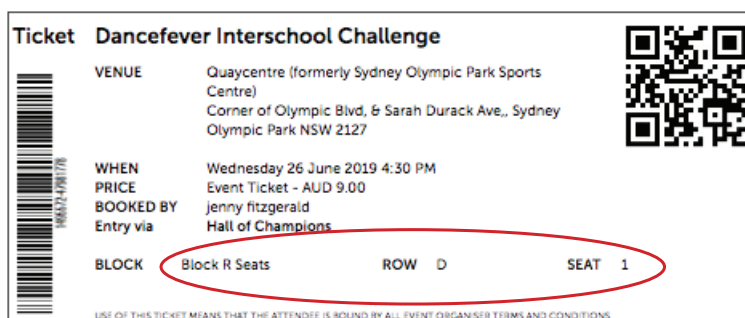 Ticket Dancefever Interschool Challenge
VENUE Quaycentre (formerly Sydney Olympic Park Sports
Centre)
Corner of Olympic Blvd, & Sarah Durack Ave,, Sydney
Olympic Park NSW 2127
WHEN Wednesday 26 June 2019 4:30 PM
PRICE Event Ticket - AUD 9.00
BOOKED BY jenny fitzgerald
Entry via Hall of Champions
BLOCK Block R Seats ROW D SEAT 1
USE OF THIS TICKET MEANS THAT THE ATTENDEE IS BOUND BY ALL EVENT ORGANISER TERMS AND CONDITIONS